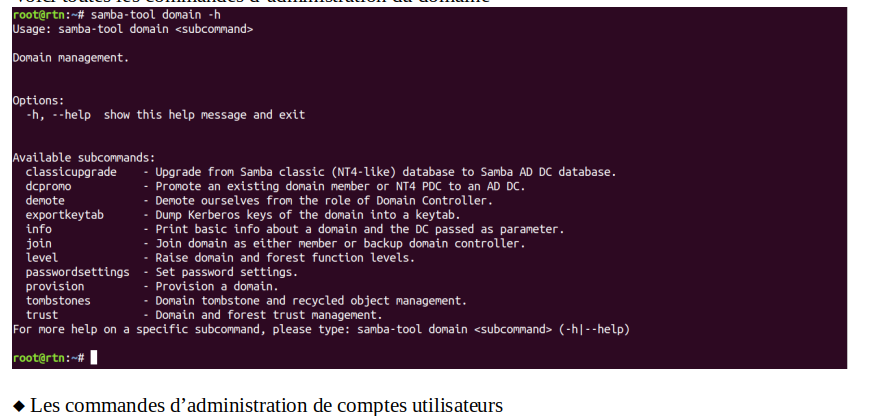 Voici toutes les commandes d'administration du domaine
root@rtn:~# samba-tool domain -h
Usage: samba-tool domain <subcommand>
Domain management.
Options:
-h, --help show this help message and exit
Available subcommands:
classicupgrade - Upgrade from Samba classic (NT4-like) database to Samba AD DC database.
dcpromo - Promote an existing domain member or NT4 PDC to an AD DC.
demote - Demote ourselves from the role of Domain Controller.
exportkeytab - Dump Kerberos keys of the domain into a keytab.
info - Print basic info about a domain and the DC passed as parameter.
join - Join domain as either member or backup domain controller.
level - Raise domain and forest function levels.
passwordsettings - Set password settings.
provision - Provision a domain.
tombstones - Domain tombstone and recycled object management.
trust - Domain and forest trust management.
For more help on a specific subcommand, please type: samba-tool domain <subcommand> (-h|--help)
root@rtn:~#
◆ Les commandes d’administration de comptes utilisateurs